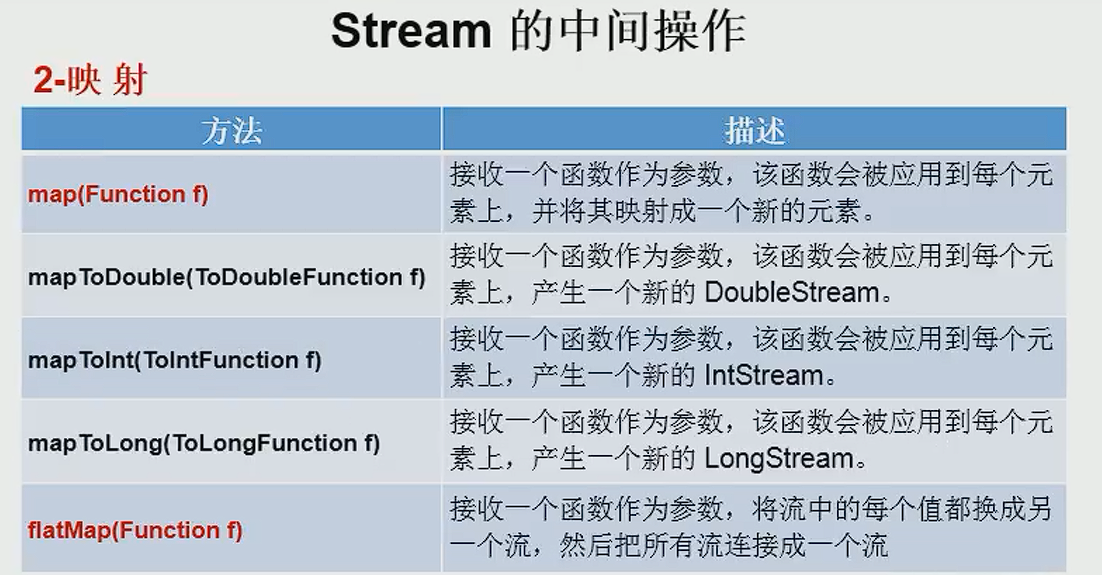 Stream 的中间操作
2-映 射
方法 描述
map(Function f)
接收一个函数作为参数，该函数会被应用到每个元
素上，并将其映射成一个新的元素。
mapToDouble(ToDoubleFunction f)
接收一个函数作为参数，该函数会被应用到每个元
素上，产生一个新的 DoubleStream。
mapToInt(ToIntFunction f)
接收一个函数作为参数，该函数会被应用到每个元
素上，产生一个新的 IntStream。
mapToLong(ToLongFunction f)
接收一个函数作为参数，该函数会被应用到每个元
素上，产生一个新的 LongStream。
flatMap(Function f)
接收一个函数作为参数，将流中的每个值都换成另
一个流，然后把所有流连接成一个流